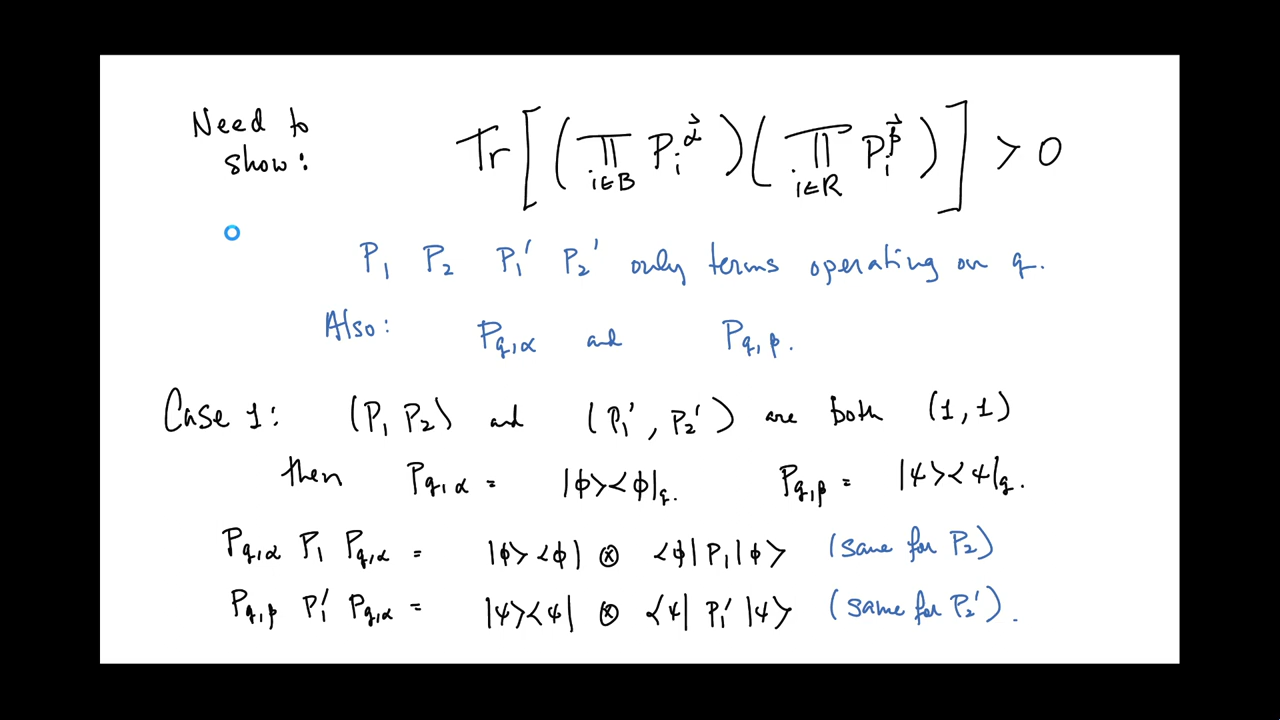 Need to show: Tr[(∏_{i∈B} P_i^{α⃗})(∏_{i∈R} P_i^{β⃗})] > 0
P₁ P₂ P₁' P₂' only terms operating on q.
Also: P_{q,α} and P_{q,β}.
Case 1: (P₁ P₂) and (P₁', P₂') are both (1,1)
then P_{q,α} = |ϕ><ϕ|_q. P_{q,β} = |ψ><ψ|_q.
P_{q,α} P₁ P_{q,α} = |ϕ><ϕ| ⊗ <ϕ|P₁|ϕ> (same for P₂)
P_{q,β} P₁' P_{q,α} = |ψ><ψ| ⊗ <ψ| P₁' |ψ> (same for P₂').